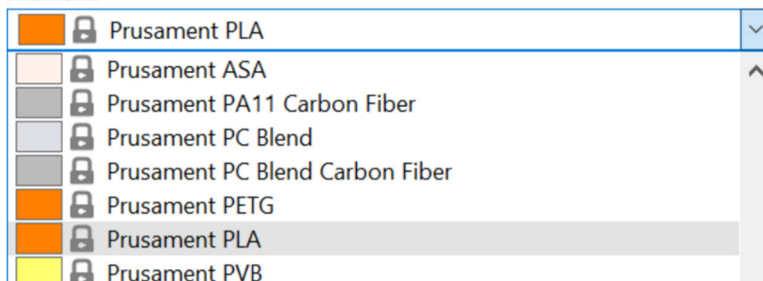 Prusament PLA
Prusament ASA
Prusament PA11 Carbon Fiber
Prusament PC Blend
Prusament PC Blend Carbon Fiber
Prusament PETG
Prusament PLA
Prusament PVB